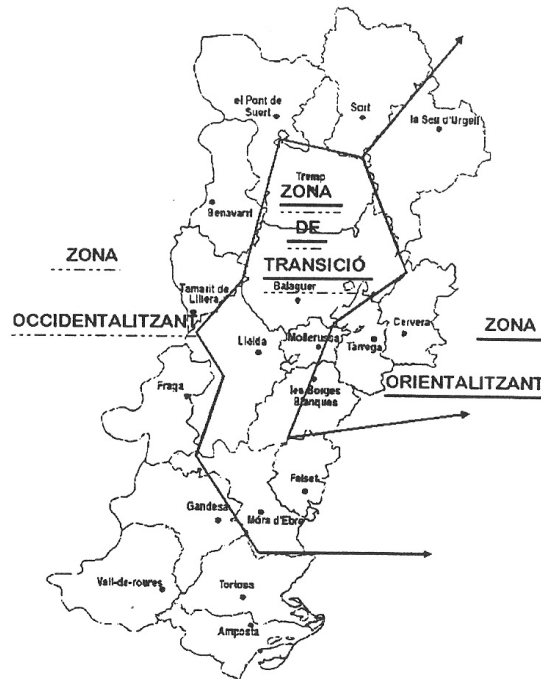 el Pont de
Suert
Sort
la Seu d'Urgell
Tremp
ZONA
Benavarri
DE
ZONA
TRANSICIÓ
Tamarit de
Llitera
Balaguer
OCCIDENTALITZANT
Lleida
Mollerussa
Tàrrega
Cervera
ZONA
Fraga
les Borges
Blanques
ORIENTALITZANT
Falset
Gandesa
Móra d'Ebre
Vall-de-roures
Tortosa
Amposta